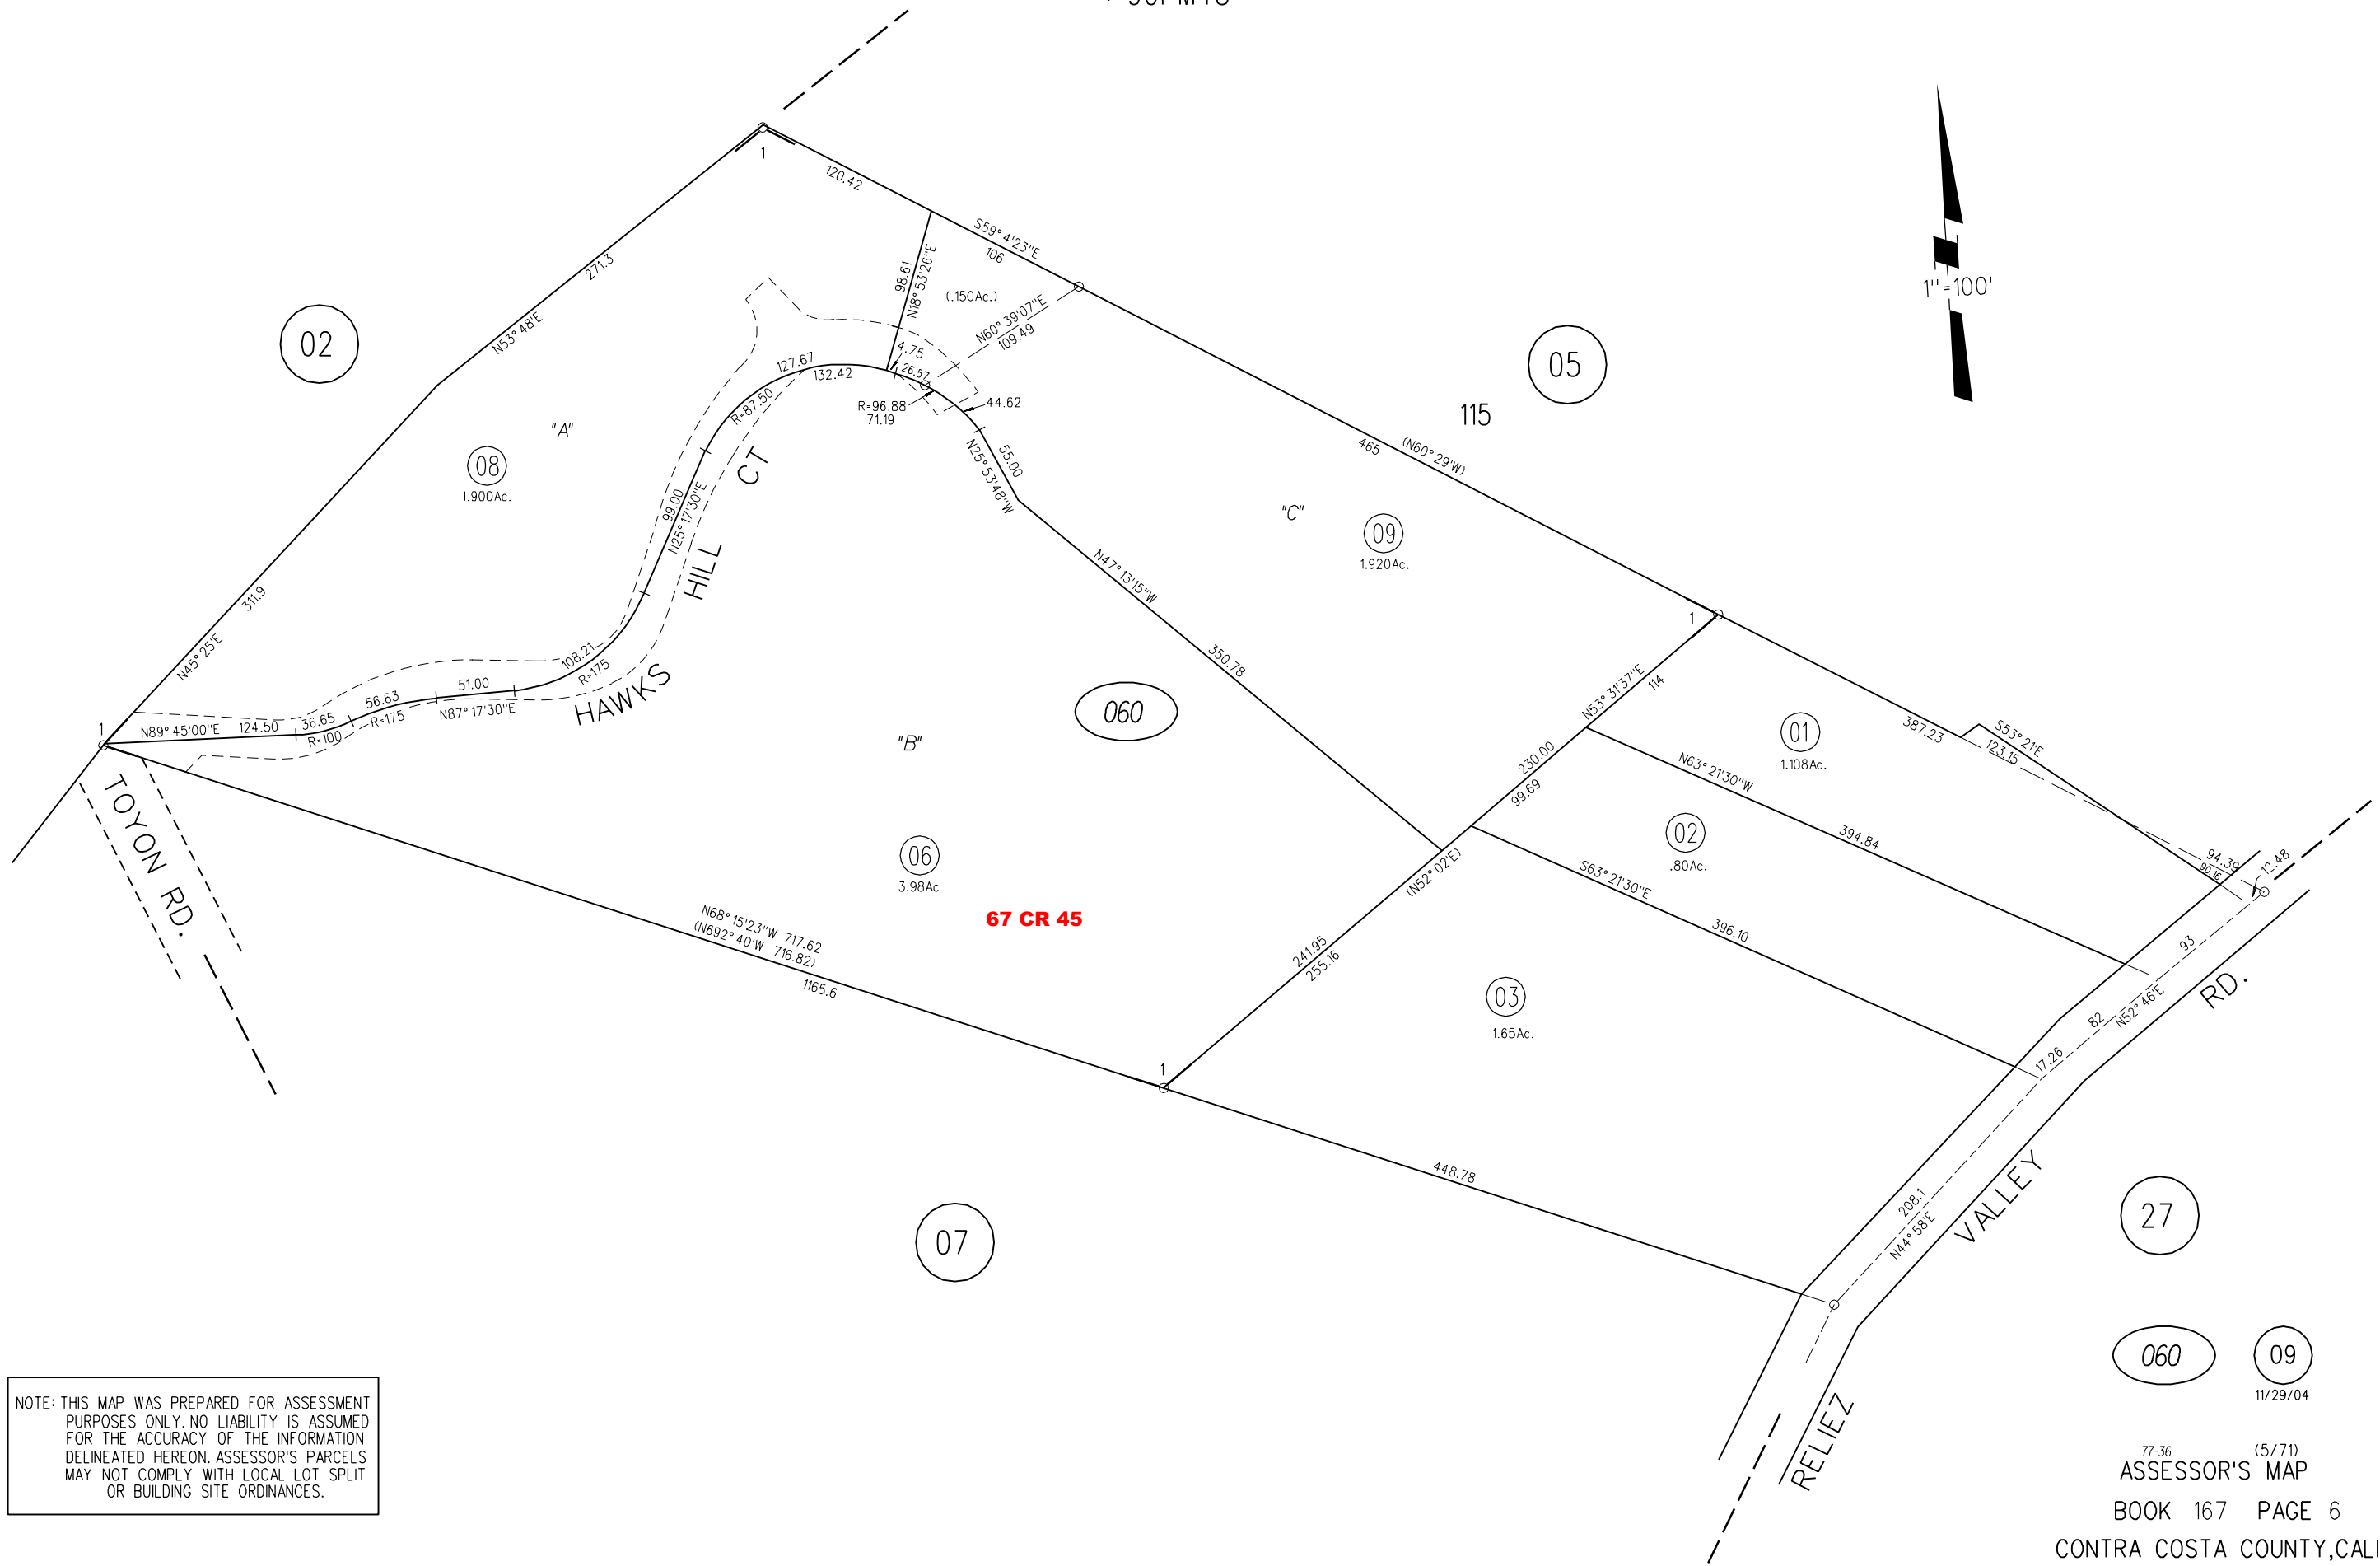 1
120.42
S59° 4'23"E
106
271.3
N53° 48'E
98.61
N18° 53'26"E
(.150Ac.)
N60° 39'07"E
109.49
1"=100'
02
05
115
4.75
26.57
127.67
132.42
R=87.50
R=96.88
71.19
44.62
55.00
N25° 53'48"W
"A"
08
1.900Ac.
465
(N60° 29'W)
"C"
09
1.920Ac.
99.00
N25° 17'30"E
HAWKS HILL CT
N47° 13'15"W
350.78
311.9
N45° 25'E
108.21
R=175
51.00
N87° 17'30"E
56.63
R=175
36.65
R=100
1
N89° 45'00"E 124.50
060
"B"
1
N53° 31'37"E
114
01
1.108Ac.
387.23
S53° 21'E
123.15
230.00
99.69
N63° 21'30"W
394.84
02
.80Ac.
94.39
90.16
12.48
TOYON RD.
06
3.98Ac
67 CR 45
(N52° 02'E)
S63° 21'30"E
396.10
N68° 15'23"W 717.62
(N692° 40'W 716.82)
1165.6
241.95
255.16
03
1.65Ac.
93
N52° 46'E
82
17.26
1
448.78
208.1
N44° 58'E
RELIEZ VALLEY RD.
07
27
060
09
11/29/04
77-36 (5/71)
ASSESSOR'S MAP
BOOK 167 PAGE 6
CONTRA COSTA COUNTY,CALI
NOTE: THIS MAP WAS PREPARED FOR ASSESSMENT
PURPOSES ONLY. NO LIABILITY IS ASSUMED
FOR THE ACCURACY OF THE INFORMATION
DELINEATED HEREON. ASSESSOR'S PARCELS
MAY NOT COMPLY WITH LOCAL LOT SPLIT
OR BUILDING SITE ORDINANCES.